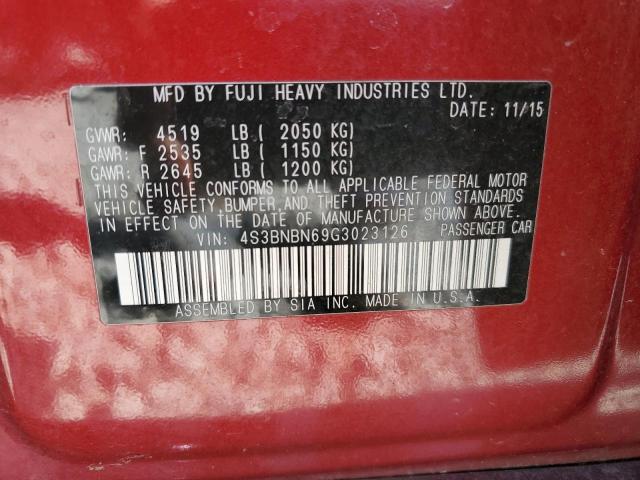 MFD BY FUJI HEAVY INDUSTRIES LTD.
DATE: 11/15
GVWR: 4519 LB ( 2050 KG)
GAWR: F 2535 LB ( 1150 KG)
GAWR: R 2645 LB ( 1200 KG)
THIS VEHICLE CONFORMS TO ALL APPLICABLE FEDERAL MOTOR
VEHICLE SAFETY, BUMPER, AND THEFT PREVENTION STANDARDS
IN EFFECT ON THE DATE OF MANUFACTURE SHOWN ABOVE.
VIN: 4S3BNBN69G3023126 PASSENGER CAR
ASSEMBLED BY SIA INC. MADE IN U.S.A.